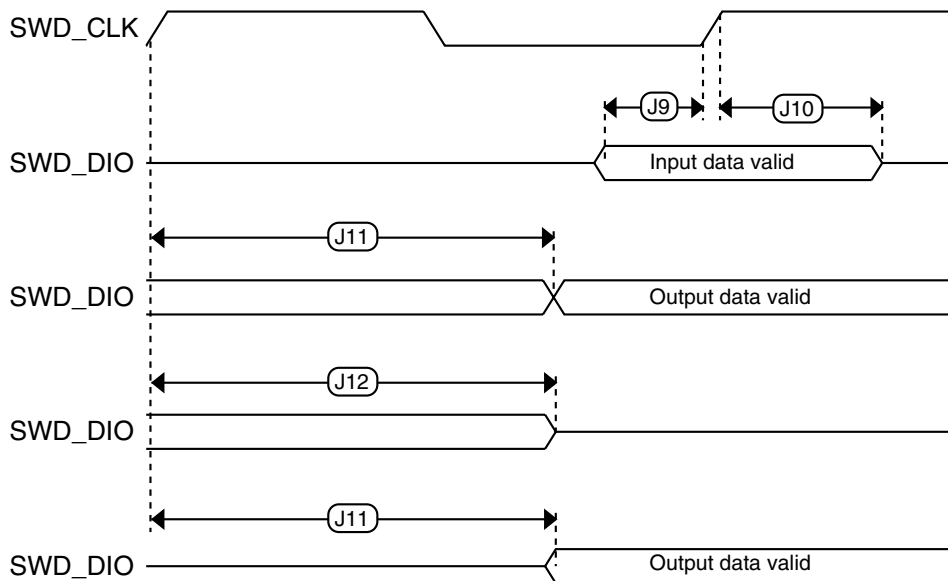 SWD_CLK
J9
J10
SWD_DIO
Input data valid
J11
SWD_DIO
Output data valid
J12
SWD_DIO
J11
SWD_DIO
Output data valid